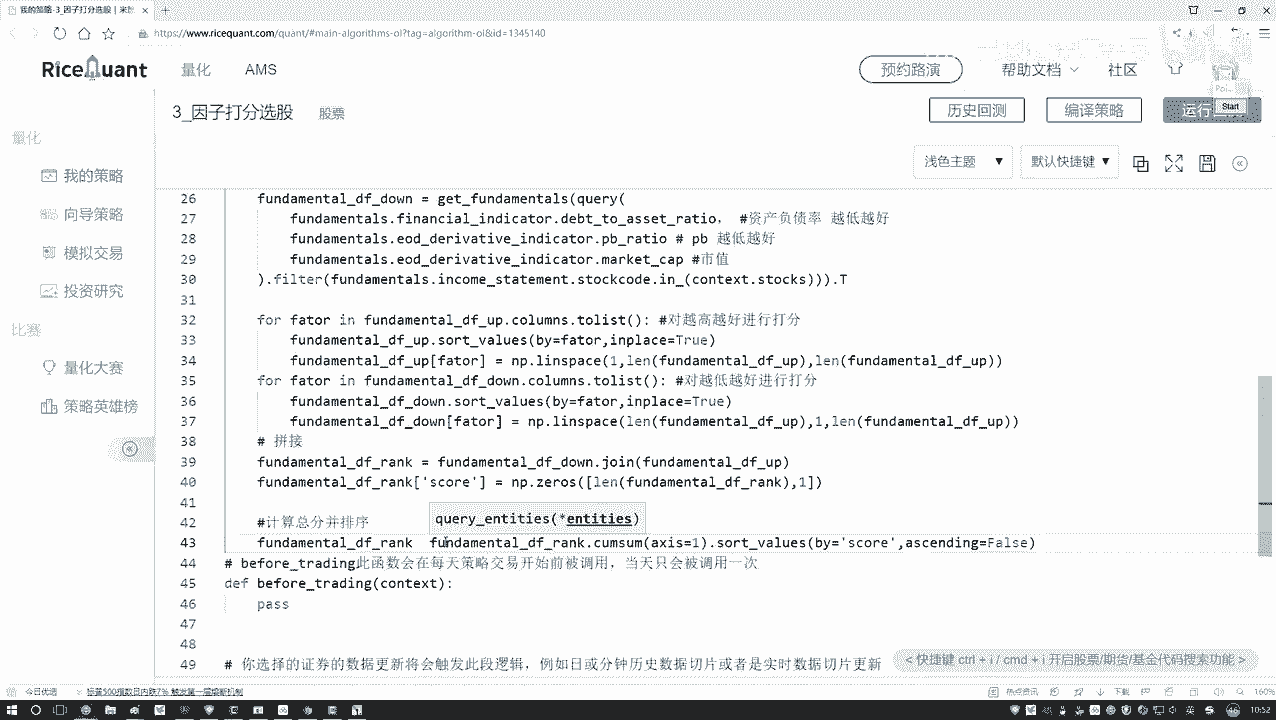 我的策略-3_因子打分选股 | 米
https://www.ricequant.com/quant/#main-algorithms-ol?tag=algorithm-ol&id=1345140
RiceQuant 量化 AMS 预约路演 帮助文档 社区
3_因子打分选股 股票 历史回测 编译策略 运行 Start
量化
浅色主题 ▼ 默认快捷键 ▼
我的策略
向导策略
模拟交易
投资研究
比赛
量化大赛
策略英雄榜
26 fundamental_df_down = get_fundamentals(query(
27 fundamentals.financial_indicator.debt_to_asset_ratio, #资产负债率 越低越好
28 fundamentals.eod_derivative_indicator.pb_ratio # pb 越低越好
29 fundamentals.eod_derivative_indicator.market_cap #市值
30 ).filter(fundamentals.income_statement.stockcode.in_(context.stocks))).T
31
32 for fator in fundamental_df_up.columns.tolist(): #对越高越好进行打分
33 fundamental_df_up.sort_values(by=fator,inplace=True)
34 fundamental_df_up[fator] = np.linspace(1,len(fundamental_df_up),len(fundamental_df_up))
35 for fator in fundamental_df_down.columns.tolist(): #对越低越好进行打分
36 fundamental_df_down.sort_values(by=fator,inplace=True)
37 fundamental_df_down[fator] = np.linspace(len(fundamental_df_up),1,len(fundamental_df_up))
38 # 拼接
39 fundamental_df_rank = fundamental_df_down.join(fundamental_df_up)
40 fundamental_df_rank['score'] = np.zeros([len(fundamental_df_rank),1])
41
query_entities(*entities)
42 #计算总分并排序
43 fundamental_df_rank fundamental_df_rank.cumsum(axis=1).sort_values(by='score',ascending=False)
44 # before_trading此函数会在每天策略交易开始前被调用，当天只会被调用一次
45 def before_trading(context):
46 pass
47
48
49 # 你选择的证券的数据更新将会触发此段逻辑，例如日或分钟历史数据切片或者是实时数据切片更新
< 快捷键 ctrl + i / cmd + i 开启股票/期货/基金代码搜索功能 >
今日优选 标普500指数日内跌7% 触发第一层熔断机制 热点资讯 下载 160%
英 10:52